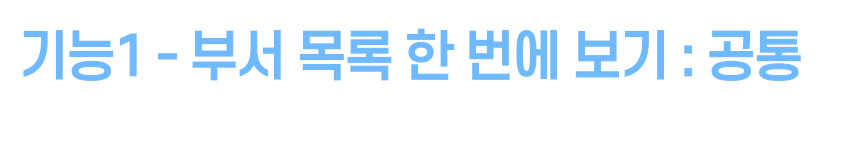 기능1 - 부서 목록 한 번에 보기 : 공통